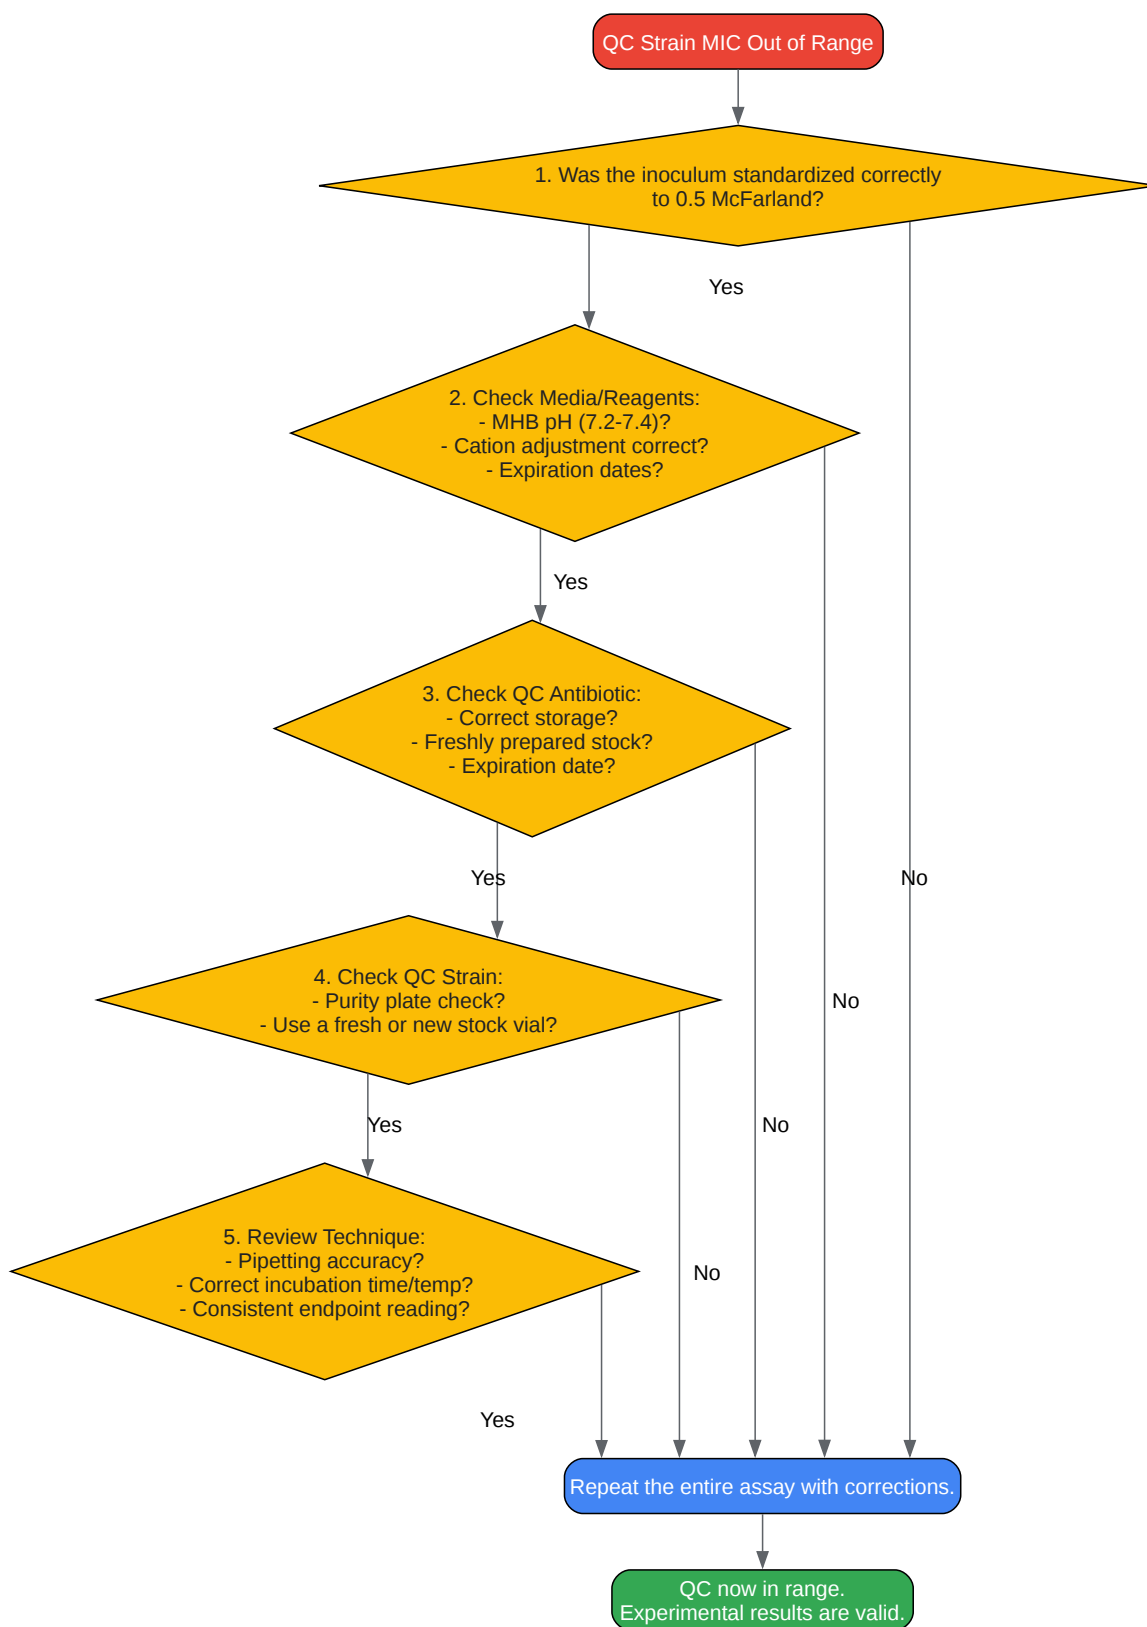 QC Strain MIC Out of Range
1. Was the inoculum standardized correctly
to 0.5 McFarland?
Yes
2. Check Media/Reagents:
- MHB pH (7.2-7.4)?
- Cation adjustment correct?
- Expiration dates?
Yes
3. Check QC Antibiotic:
- Correct storage?
- Freshly prepared stock?
- Expiration date?
Yes
No
4. Check QC Strain:
- Purity plate check?
- Use a fresh or new stock vial?
No
Yes
No
5. Review Technique:
- Pipetting accuracy?
- Correct incubation time/temp?
- Consistent endpoint reading?
No
Yes
Repeat the entire assay with corrections.
QC now in range.
Experimental results are valid.